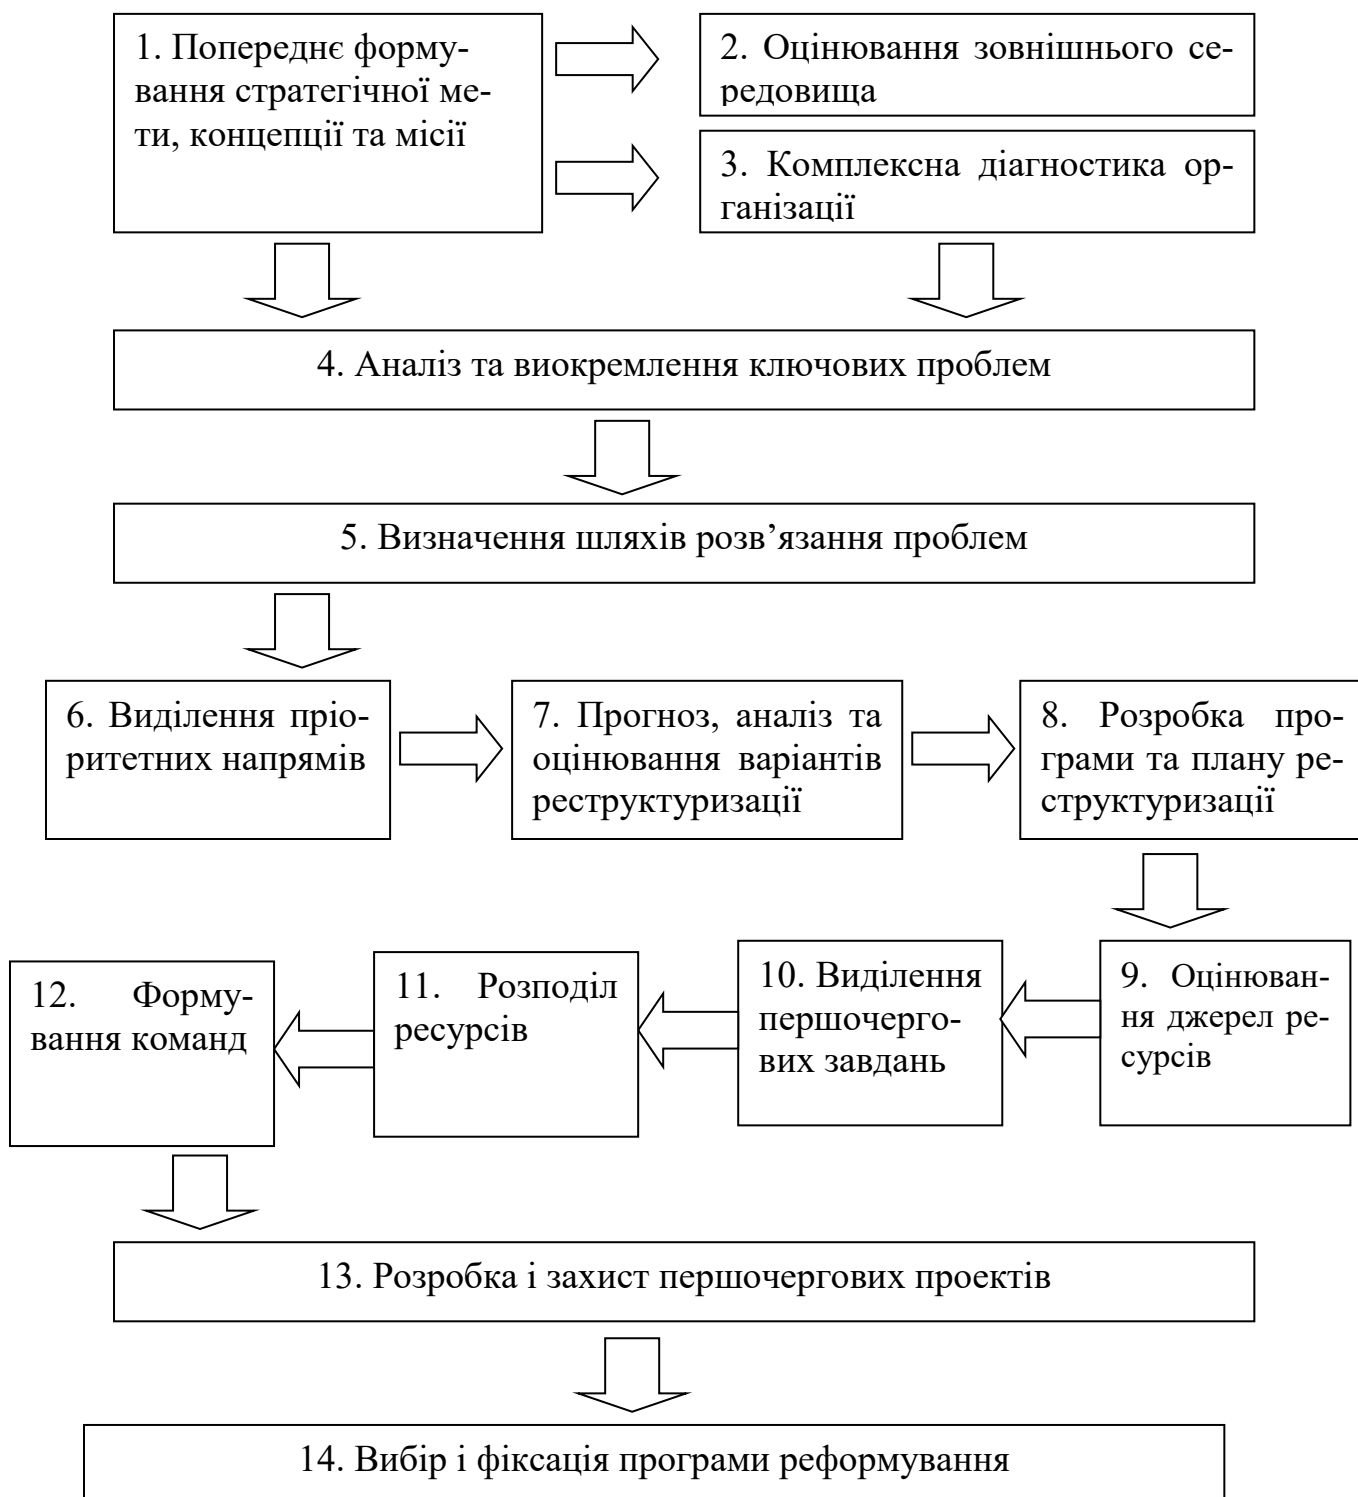 1. Попереднє форму-
вання стратегічної ме-
ти, концепції та місії
2. Оцінювання зовнішнього се-
редовища
3. Комплексна діагностика ор-
ганізації
4. Аналіз та виокремлення ключових проблем
5. Визначення шляхів розв’язання проблем
6. Виділення пріо-
ритетних напрямів
7. Прогноз, аналіз та
оцінювання варіантів
реструктуризації
8. Розробка про-
грами та плану ре-
структуризації
9. Оцінюван-
ня джерел ре-
сурсів
10. Виділення
першочерго-
вих завдань
11. Розподіл
ресурсів
12. Форму-
вання команд
13. Розробка і захист першочергових проектів
14. Вибір і фіксація програми реформування